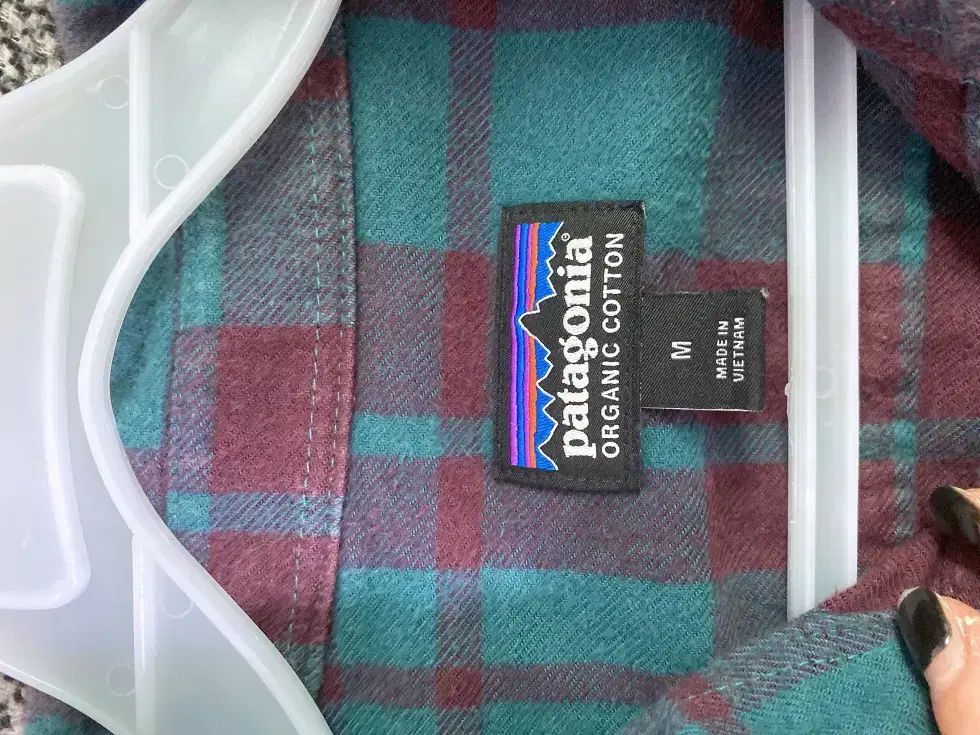 patagonia®
ORGANIC COTTON
M
MADE IN
VIETNAM